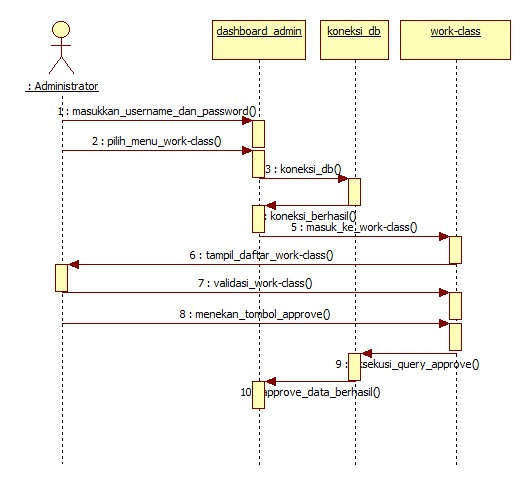 dashboard_admin
koneksi_db
work-class
: Administrator
1 : masukkan_username_dan_password()
2 : pilih_menu_work-class()
3 : koneksi_db()
koneksi_berhasil()
5 : masuk_ke_work-class()
6 : tampil_daftar_work-class()
7 : validasi_work-class()
8 : menekan_tombol_approve()
9 : ksekusi_query_approve()
10 approve_data_berhasil()